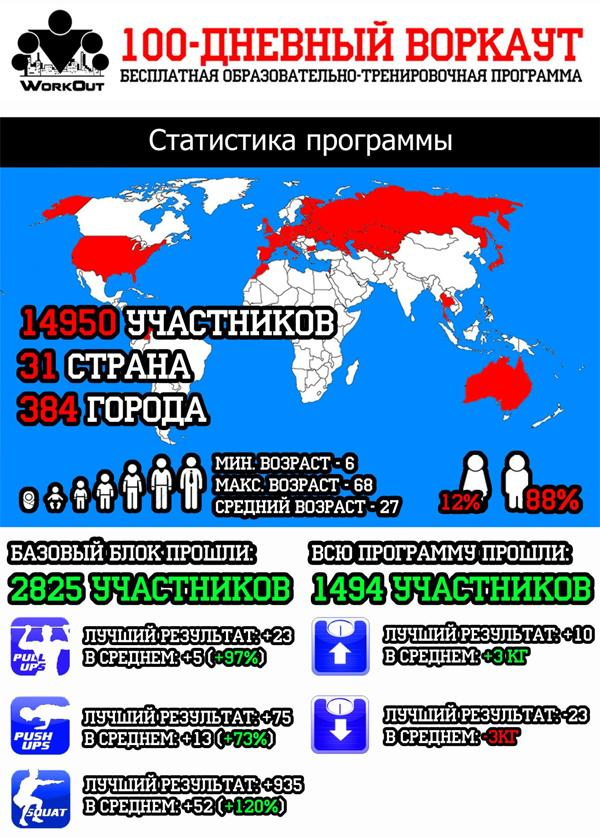 WORKOUT
100-ДНЕВНЫЙ ВОРКАУТ
БЕСПЛАТНАЯ ОБРАЗОВАТЕЛЬНО-ТРЕНИРОВОЧНАЯ ПРОГРАММА
Статистика программы
14950 УЧАСТНИКОВ
31 СТРАНА
384 ГОРОДА
МИН. ВОЗРАСТ - 6
МАКС. ВОЗРАСТ - 68
СРЕДНИЙ ВОЗРАСТ - 27
12%
88%
БАЗОВЫЙ БЛОК ПРОШЛИ:
2825 УЧАСТНИКОВ
PULL UPS
ЛУЧШИЙ РЕЗУЛЬТАТ: +23
В СРЕДНЕМ: +5 (+97%)
PUSH UPS
ЛУЧШИЙ РЕЗУЛЬТАТ: +75
В СРЕДНЕМ: +13 (+73%)
SQUAT
ЛУЧШИЙ РЕЗУЛЬТАТ: +935
В СРЕДНЕМ: +52 (+120%)
ВСЮ ПРОГРАММУ ПРОШЛИ:
1494 УЧАСТНИКОВ
ЛУЧШИЙ РЕЗУЛЬТАТ: +10
В СРЕДНЕМ: +3 КГ
ЛУЧШИЙ РЕЗУЛЬТАТ: -23
В СРЕДНЕМ: -3КГ